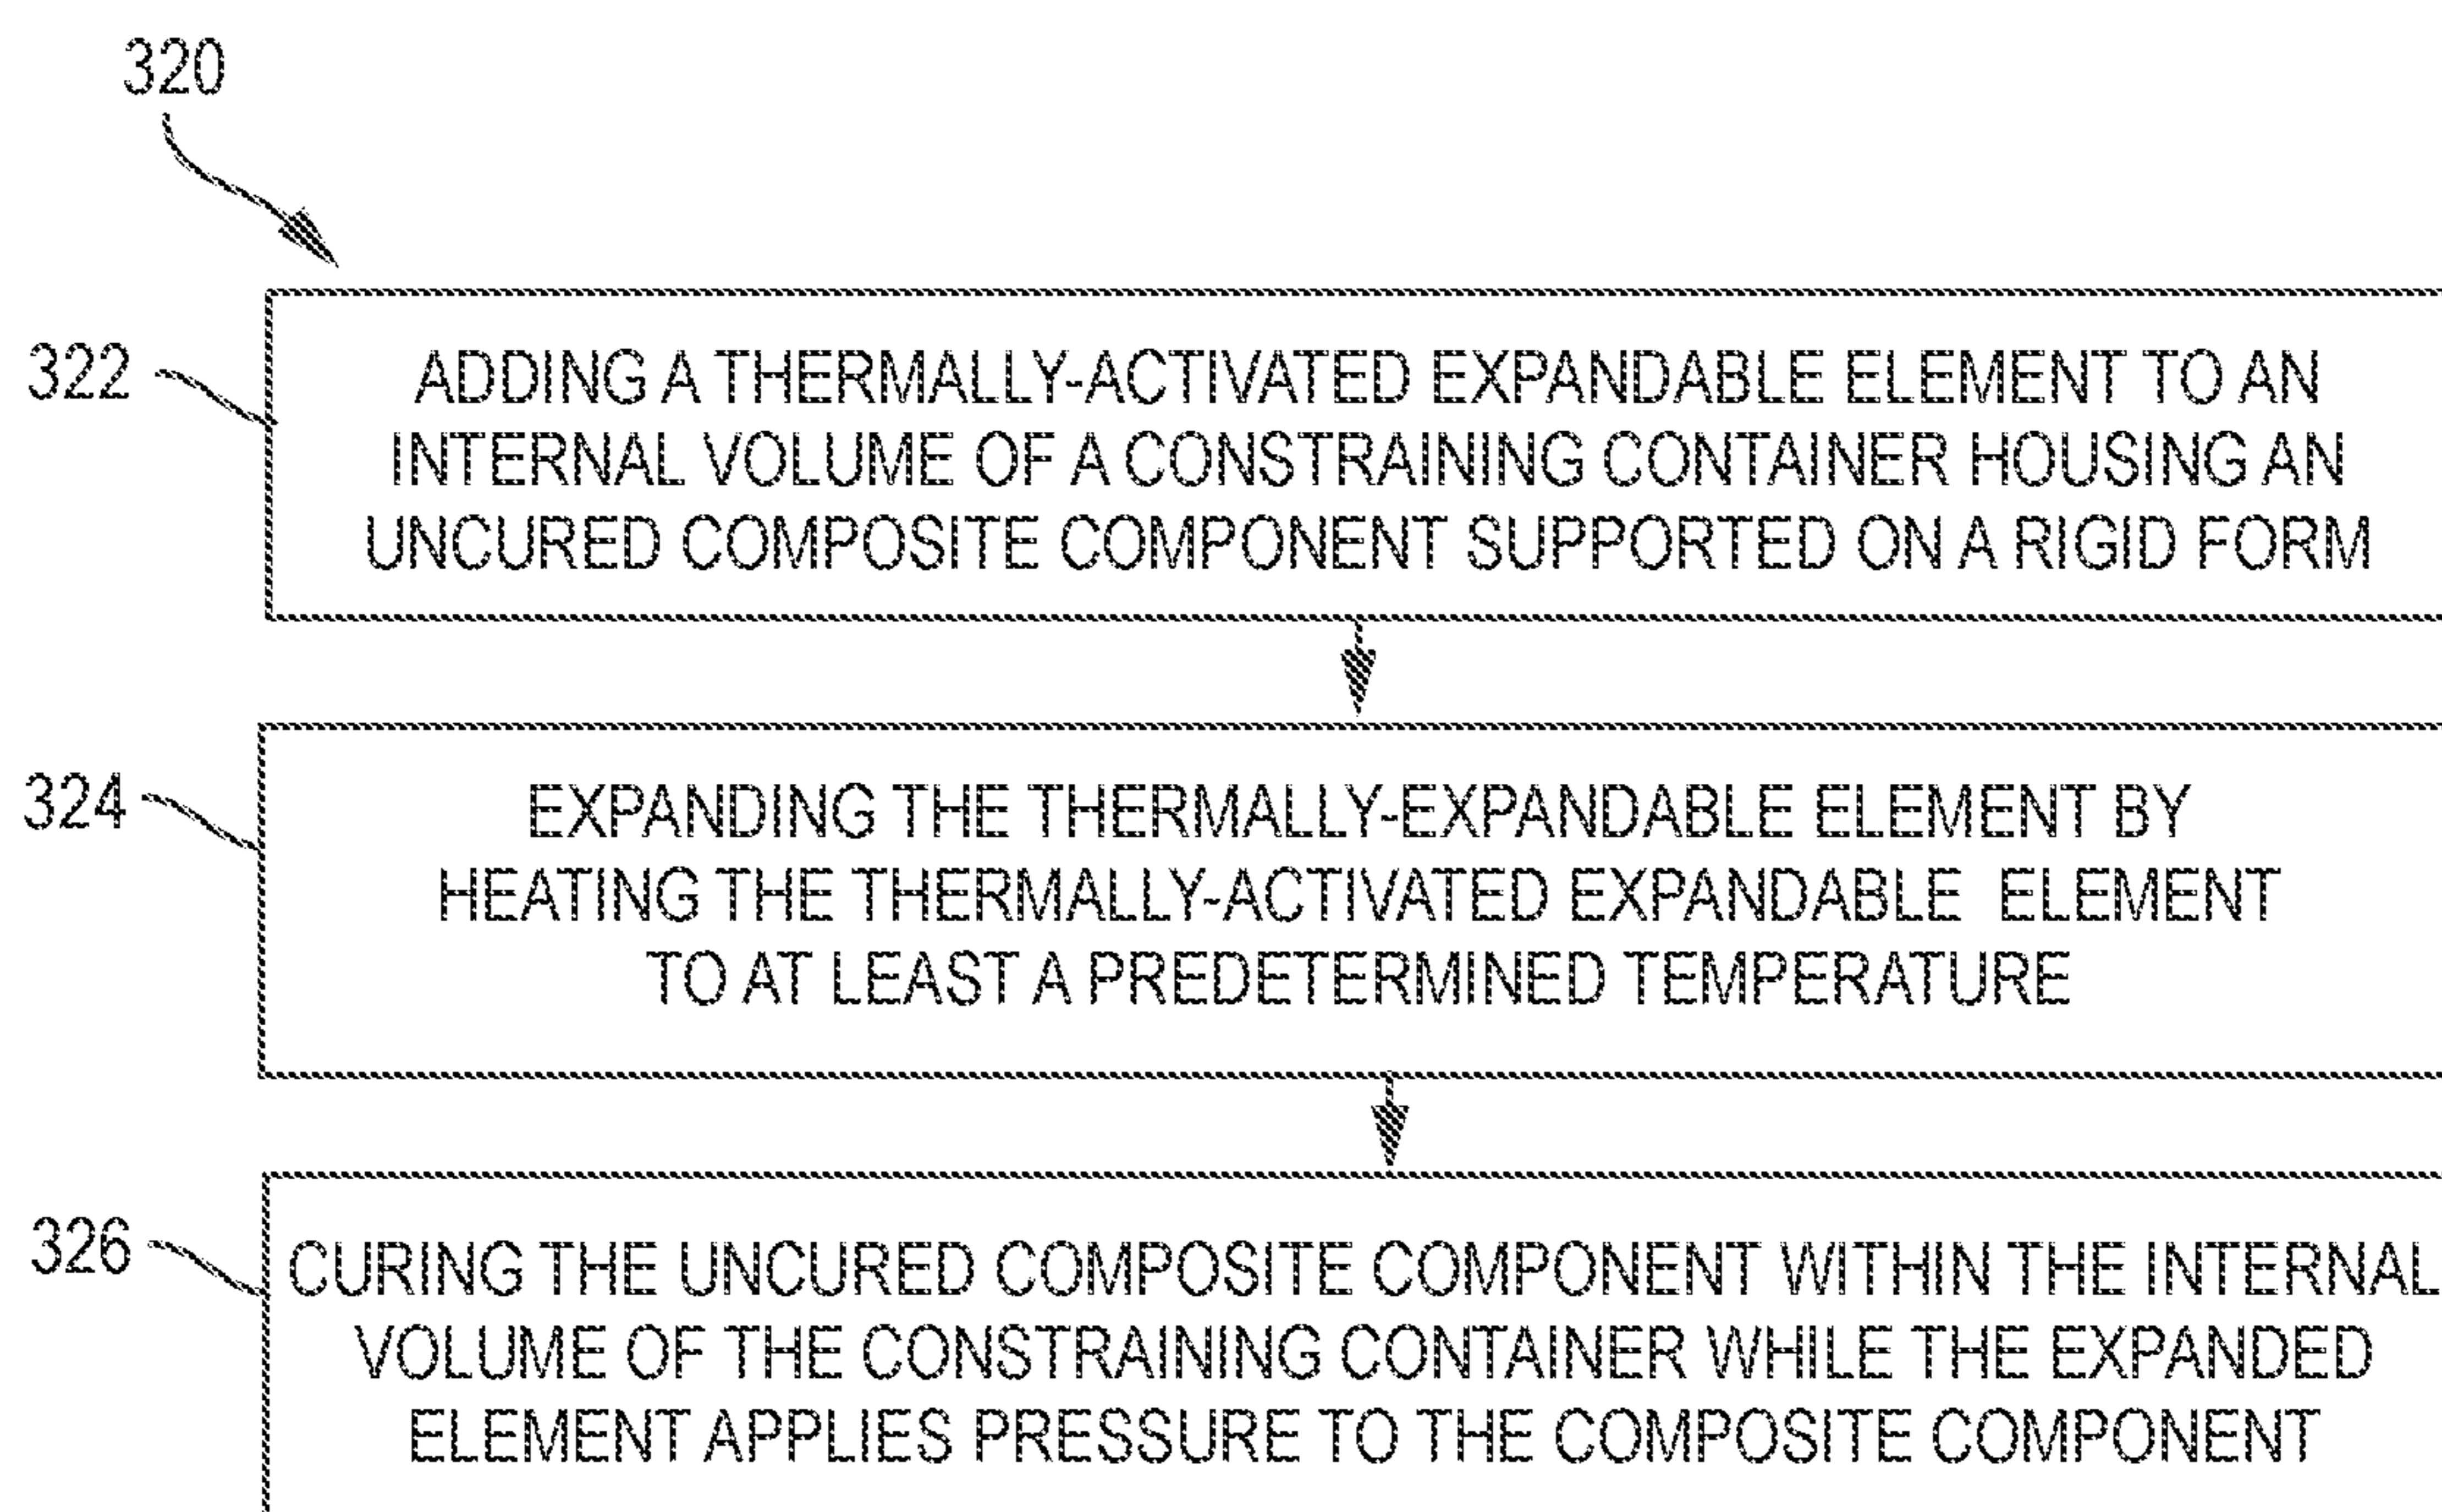 320
322
ADDING A THERMALLY-ACTIVATED EXPANDABLE ELEMENT TO AN
INTERNAL VOLUME OF A CONSTRAINING CONTAINER HOUSING AN
UNCURED COMPOSITE COMPONENT SUPPORTED ON A RIGID FORM
324
EXPANDING THE THERMALLY-EXPANDABLE ELEMENT BY
HEATING THE THERMALLY-ACTIVATED EXPANDABLE ELEMENT
TO AT LEAST A PREDETERMINED TEMPERATURE
326
CURING THE UNCURED COMPOSITE COMPONENT WITHIN THE INTERNAL
VOLUME OF THE CONSTRAINING CONTAINER WHILE THE EXPANDED
ELEMENT APPLIES PRESSURE TO THE COMPOSITE COMPONENT